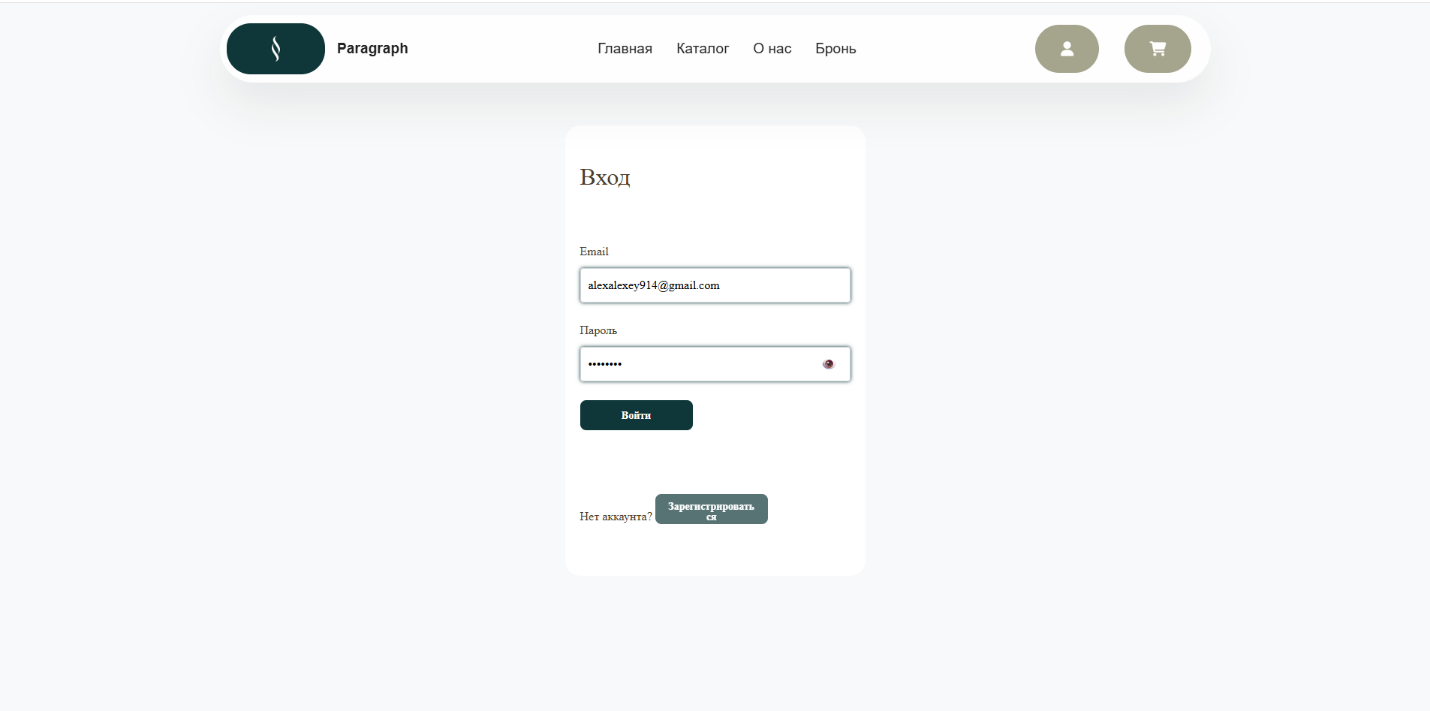 Paragraph
Главная Каталог О нас Бронь
Вход
Email
alexalexey914@gmail.com
Пароль
••••••••
Войти
Нет аккаунта?
Зарегистрировать
ся